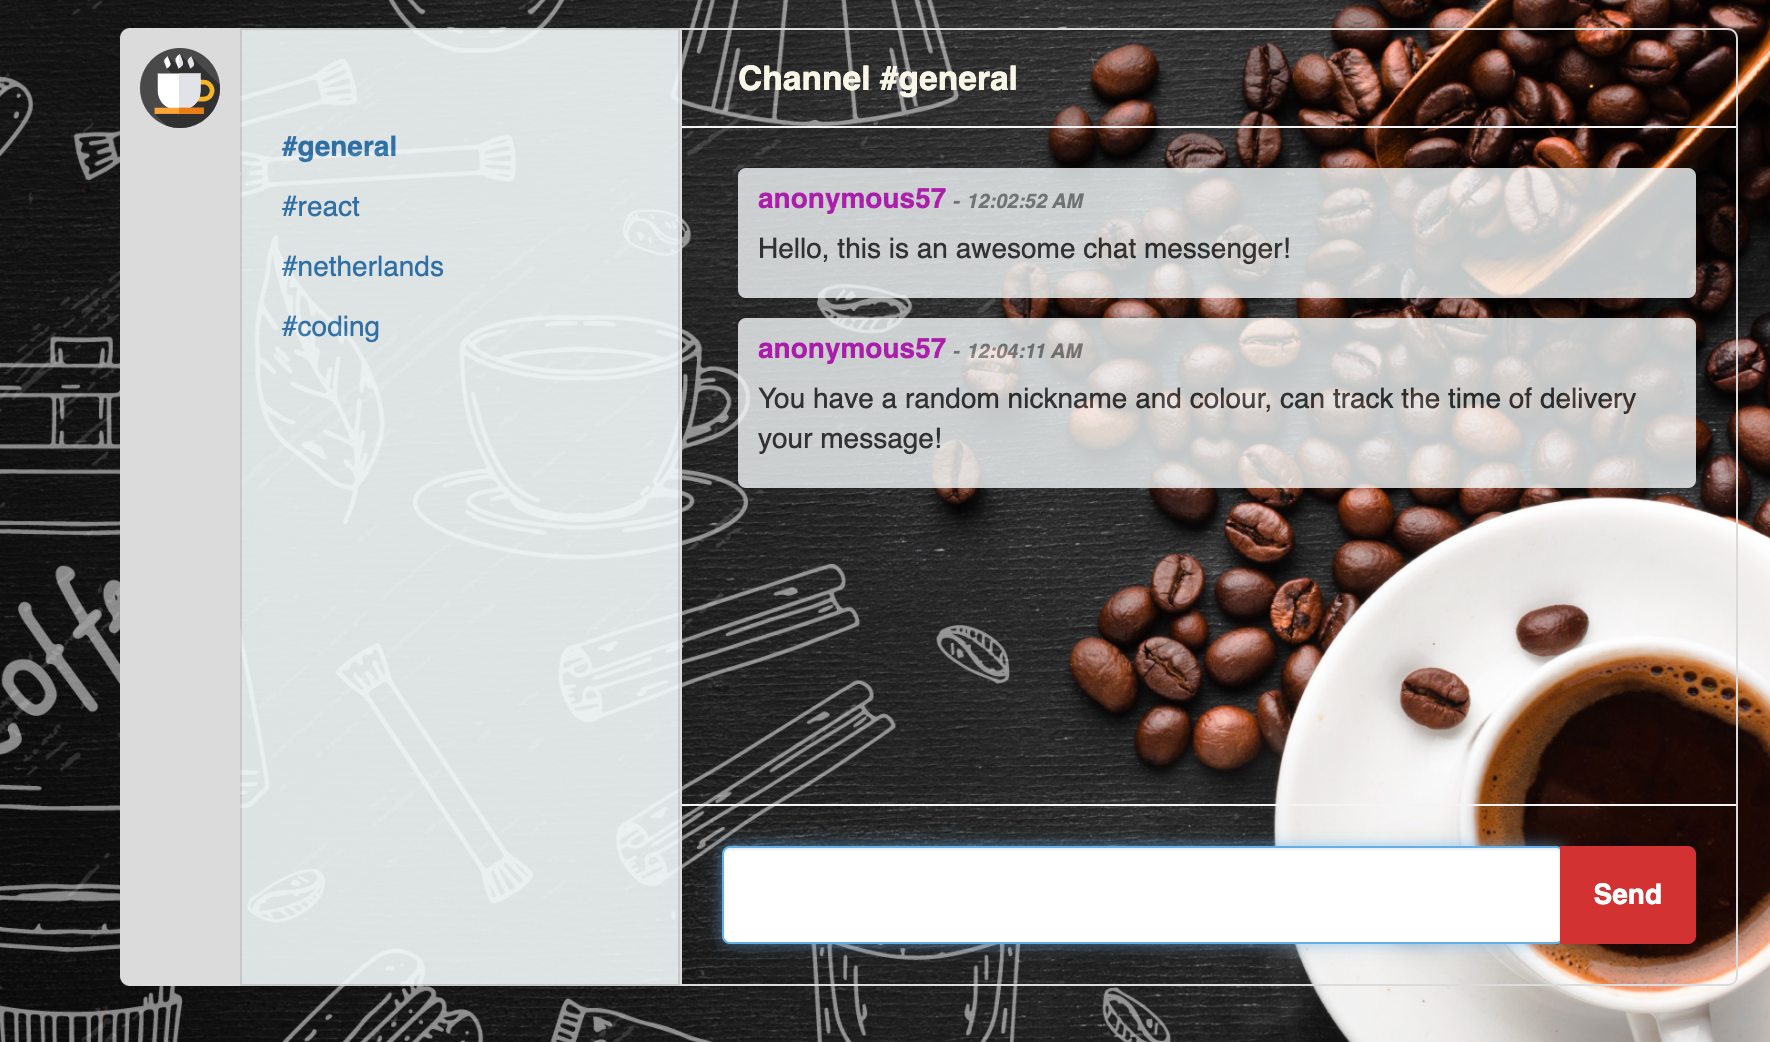 #general
#react
#netherlands
#coding
Channel #general
anonymous57 - 12:02:52 AM
Hello, this is an awesome chat messenger!
anonymous57 - 12:04:11 AM
You have a random nickname and colour, can track the time of delivery
your message!
Send